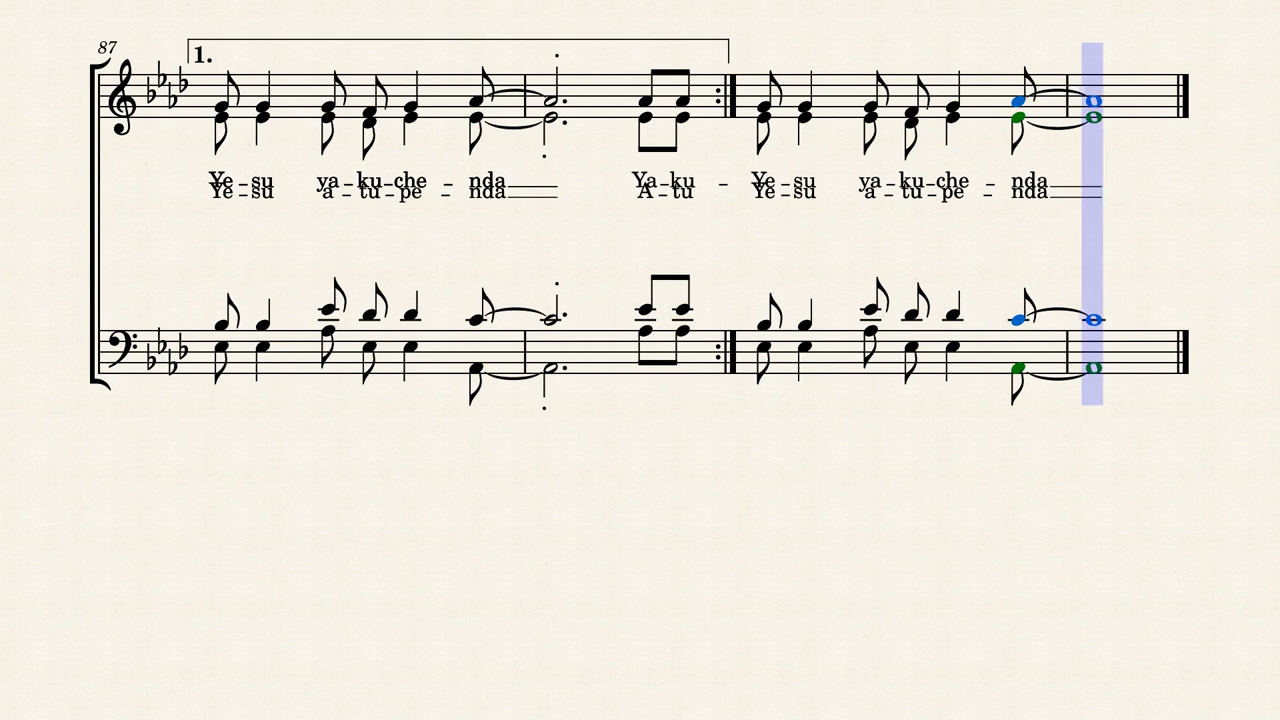 87
1.
Ye – su ya – ku – che – nda Ya – ku – Ye – su ya – ku – che – nda
Ye – su a – tu – pe – nda A – tu Ye – su a – tu – pe – nda